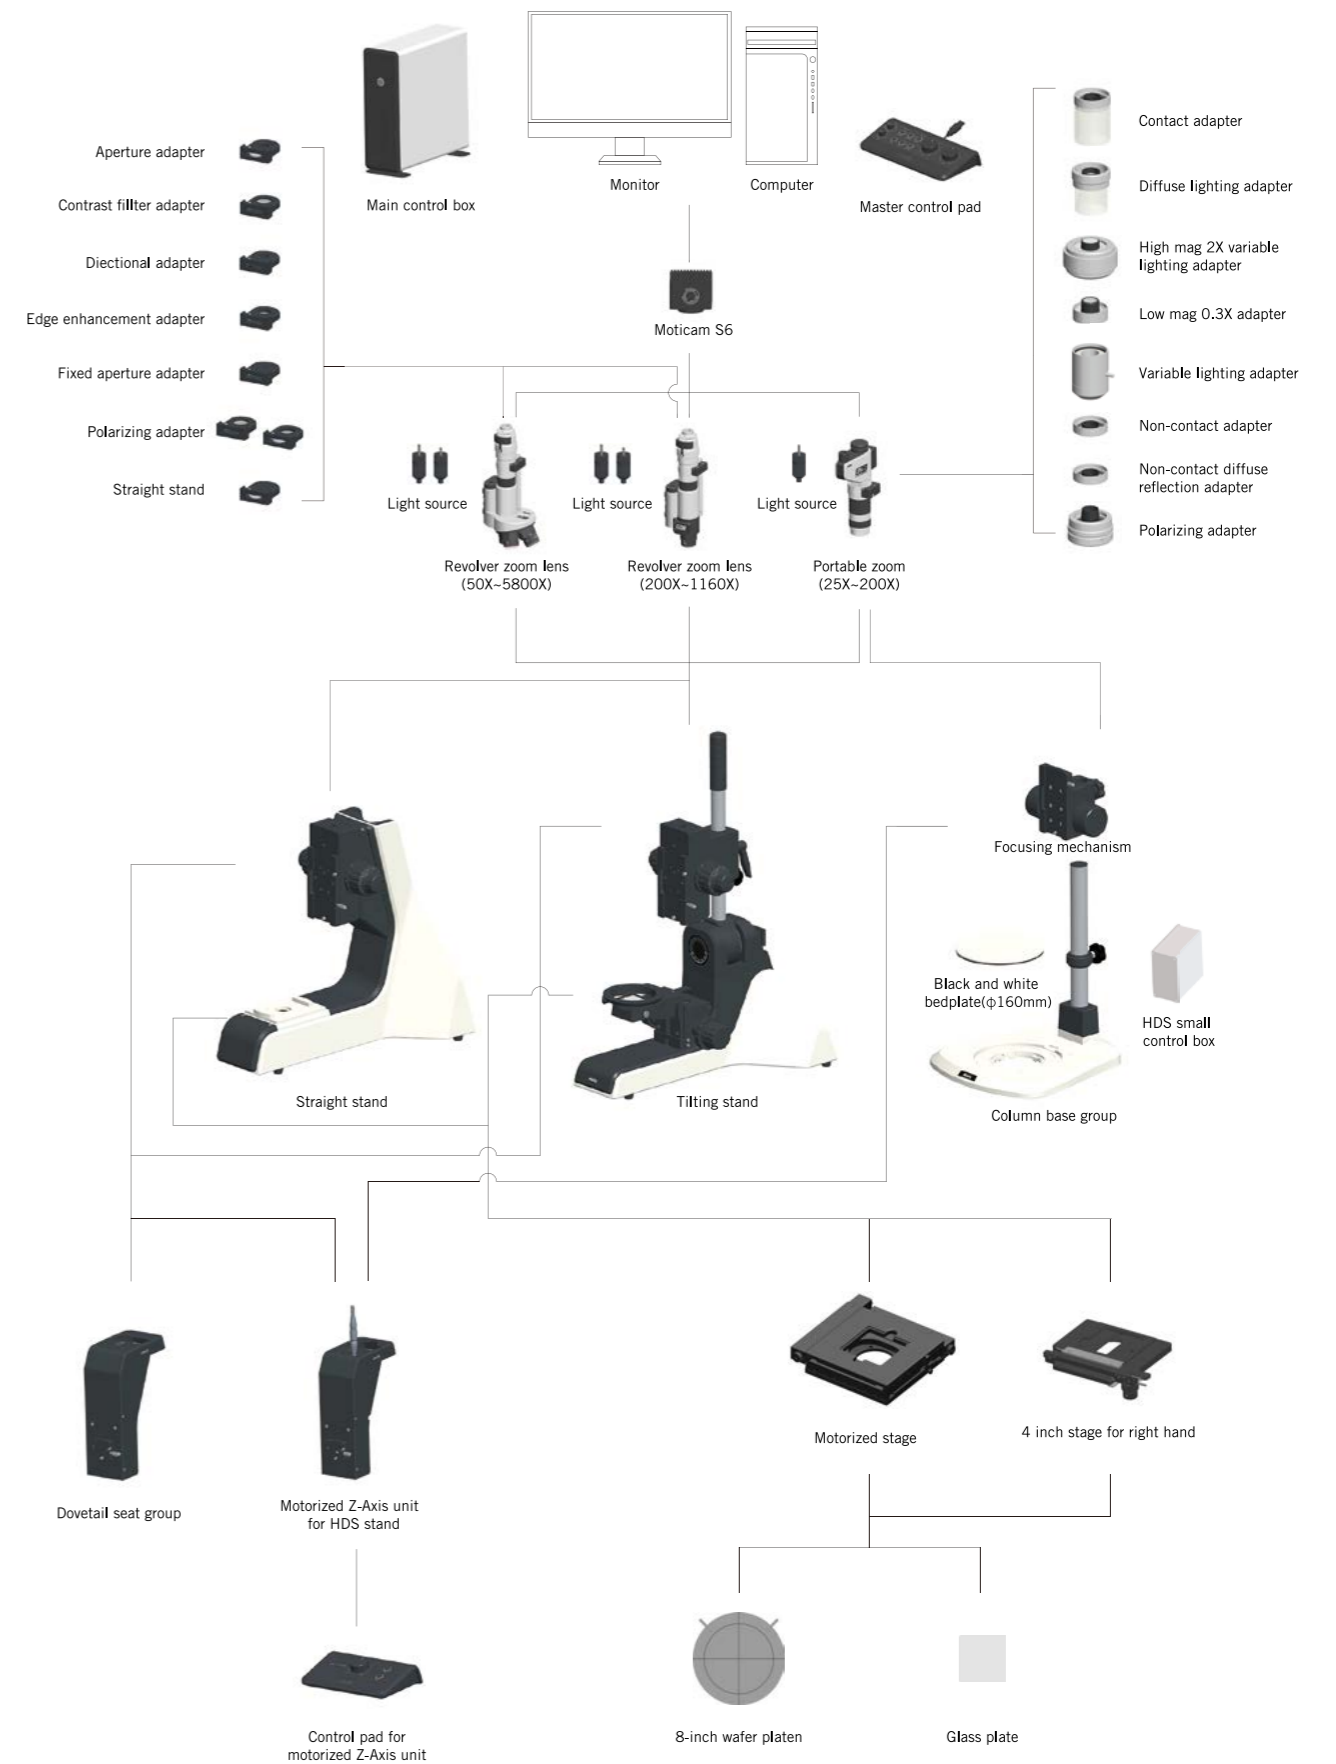 Main control box
Monitor
Computer
Master control pad
Aperture adapter
Contrast fillter adapter
Diectional adapter
Edge enhancement adapter
Fixed aperture adapter
Polarizing adapter
Straight stand
Moticam S6
Contact adapter
Diffuse lighting adapter
High mag 2X variable
lighting adapter
Low mag 0.3X adapter
Variable lighting adapter
Non-contact adapter
Non-contact diffuse
reflection adapter
Polarizing adapter
Light source
Light source
Light source
Revolver zoom lens
(50X~5800X)
Revolver zoom lens
(200X~1160X)
Portable zoom
(25X~200X)
Focusing mechanism
Black and white
bedplate(φ160mm)
HDS small
control box
Straight stand
Tilting stand
Column base group
Motorized stage
4 inch stage for right hand
Dovetail seat group
Motorized Z-Axis unit
for HDS stand
Control pad for
motorized Z-Axis unit
8-inch wafer platen
Glass plate